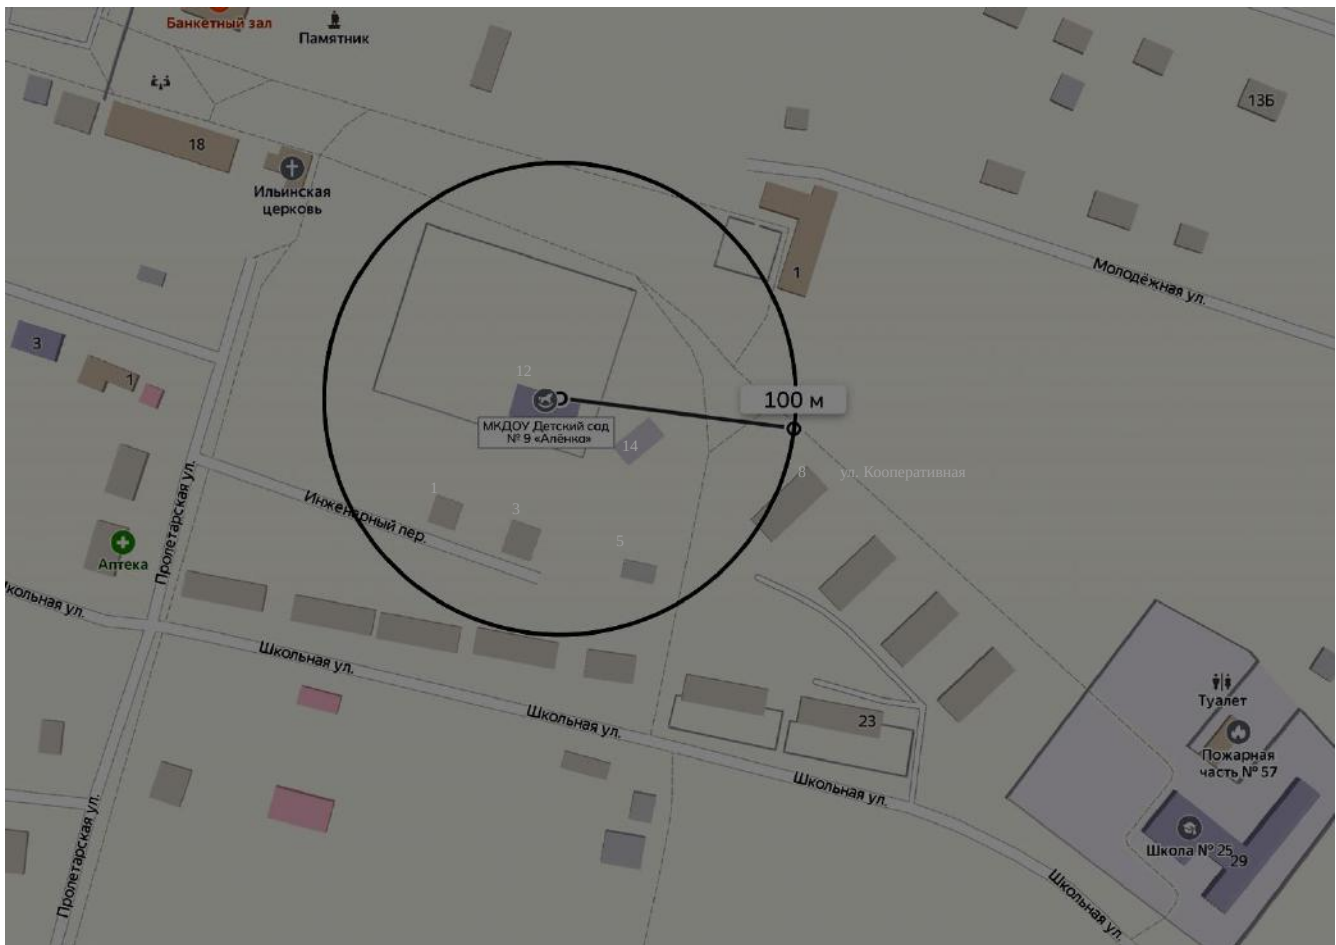 Банкетный зал
Памятник
13Б
18
Ильинская
церковь
1
Молодёжная ул.
3
1
12
100 м
МКДОУ Детский сад
№ 9 «Алёнка»
14
8
ул. Кооперативная
Пролетарская ул.
1
Инженерный пер.
3
5
Аптека
Школьная ул.
Школьная ул.
Туалет
Школьная ул.
23
Пожарная
часть № 57
Школьная ул.
Пролетарская ул.
Школа № 25
29
Школьная ул.